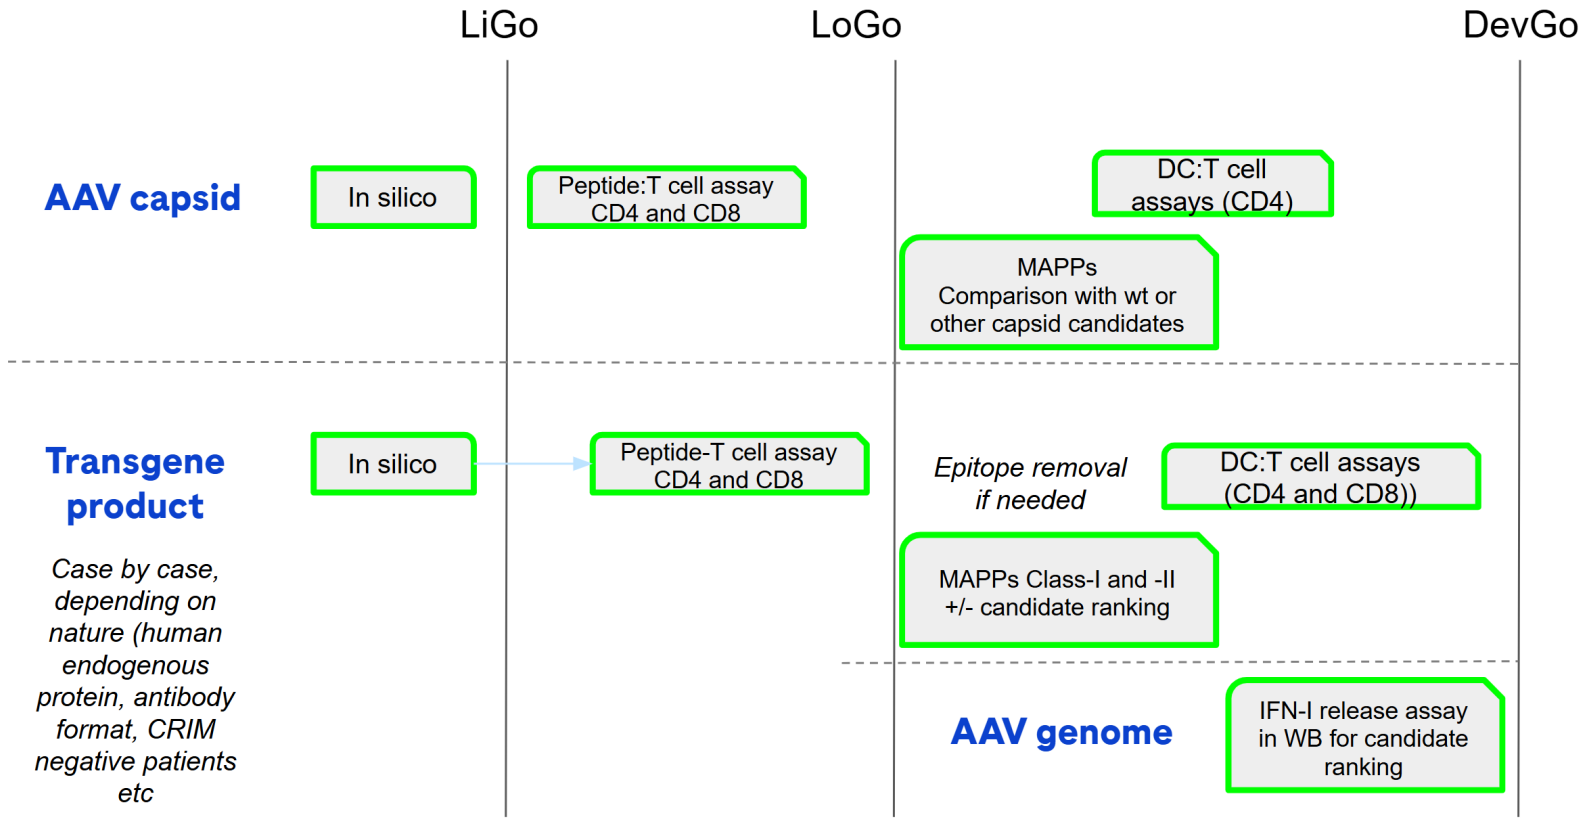 LiGo
LoGo
DevGo
AAV capsid
In silico
Peptide:T cell assay
CD4 and CD8
DC:T cell
assays (CD4)
MAPPs
Comparison with wt or
other capsid candidates
Transgene
product
Case by case,
depending on
nature (human
endogenous
protein, antibody
format, CRIM
negative patients
etc
In silico
Peptide-T cell assay
CD4 and CD8
Epitope removal
if needed
DC:T cell assays
(CD4 and CD8))
MAPPs Class-I and -II
+/- candidate ranking
AAV genome
IFN-I release assay
in WB for candidate
ranking